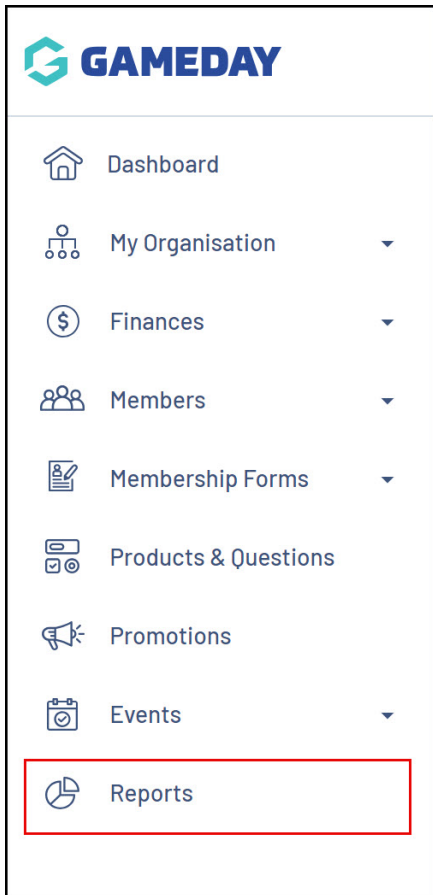 GAMEDAY
Dashboard
My Organisation
Finances
Members
Membership Forms
Products & Questions
Promotions
Events
Reports